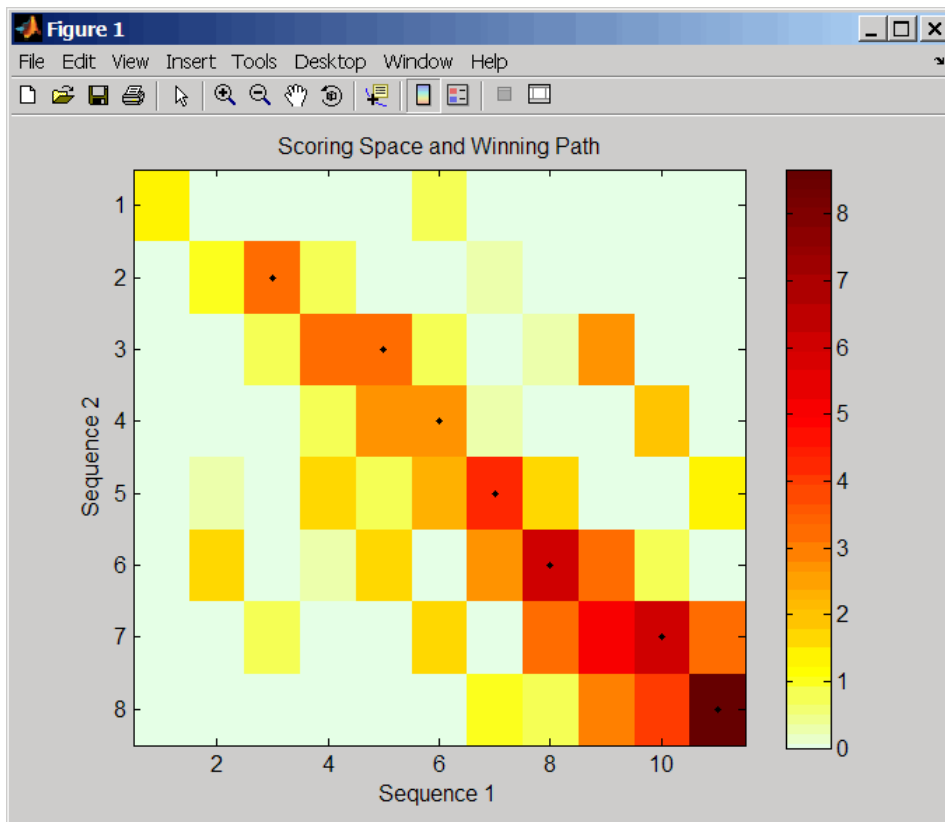 Figure 1
File Edit View Insert Tools Desktop Window Help
Scoring Space and Winning Path
1
2
3
4
5
6
7
8
Sequence 2
2 4 6 8 10
Sequence 1
8
7
6
5
4
3
2
1
0